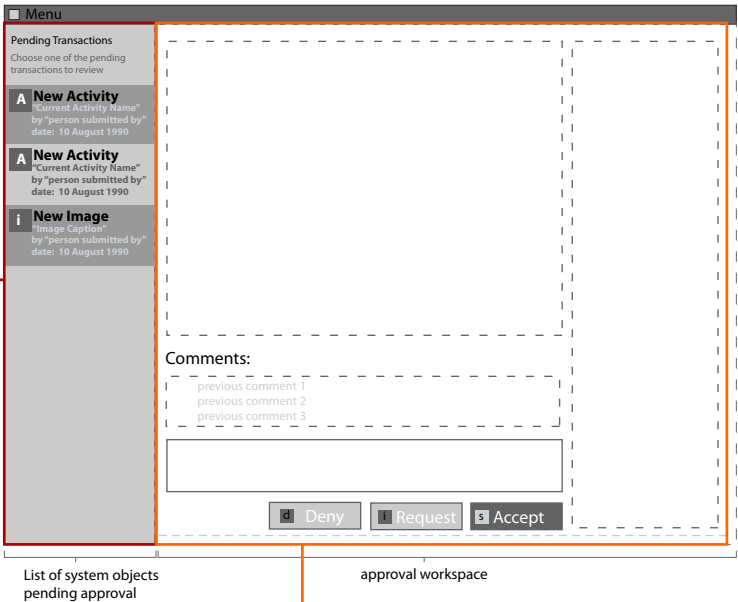 Menu
Pending Transactions
Choose one of the pending
transactions to review
A New Activity
"Current Activity Name"
by "person submitted by"
date: 10 August 1990
A New Activity
"Current Activity Name"
by "person submitted by"
date: 10 August 1990
i New Image
"Image Caption"
by "person submitted by"
date: 10 August 1990
Comments:
previous comment 1
previous comment 2
previous comment 3
d Deny i Request s Accept
List of system objects
pending approval
approval workspace